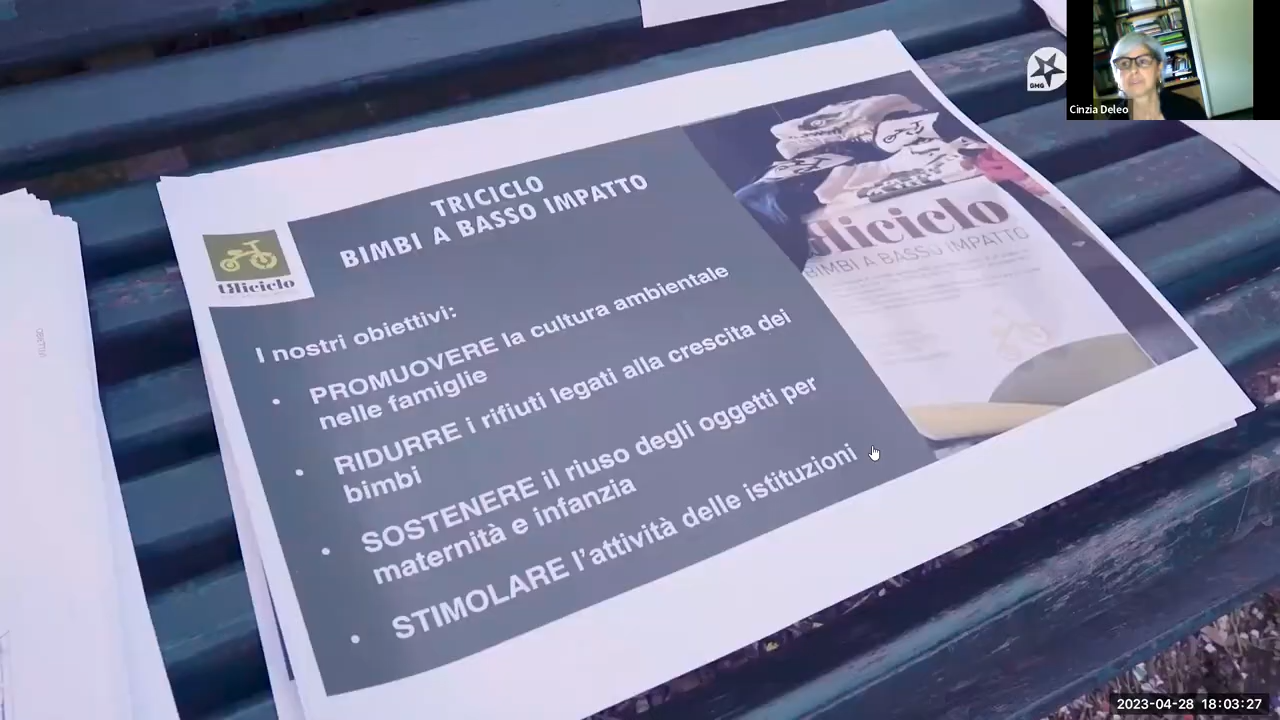 GMG
Cinzia Deleo
TRICICLO
BIMBI A BASSO IMPATTO
triciclo
I nostri obiettivi:
• PROMUOVERE la cultura ambientale
nelle famiglie
• RIDURRE i rifiuti legati alla crescita dei
bimbi
• SOSTENERE il riuso degli oggetti per
maternità e infanzia
• STIMOLARE l'attività delle istituzioni
triciclo
BIMBI A BASSO IMPATTO
2023-04-28 18:03:27